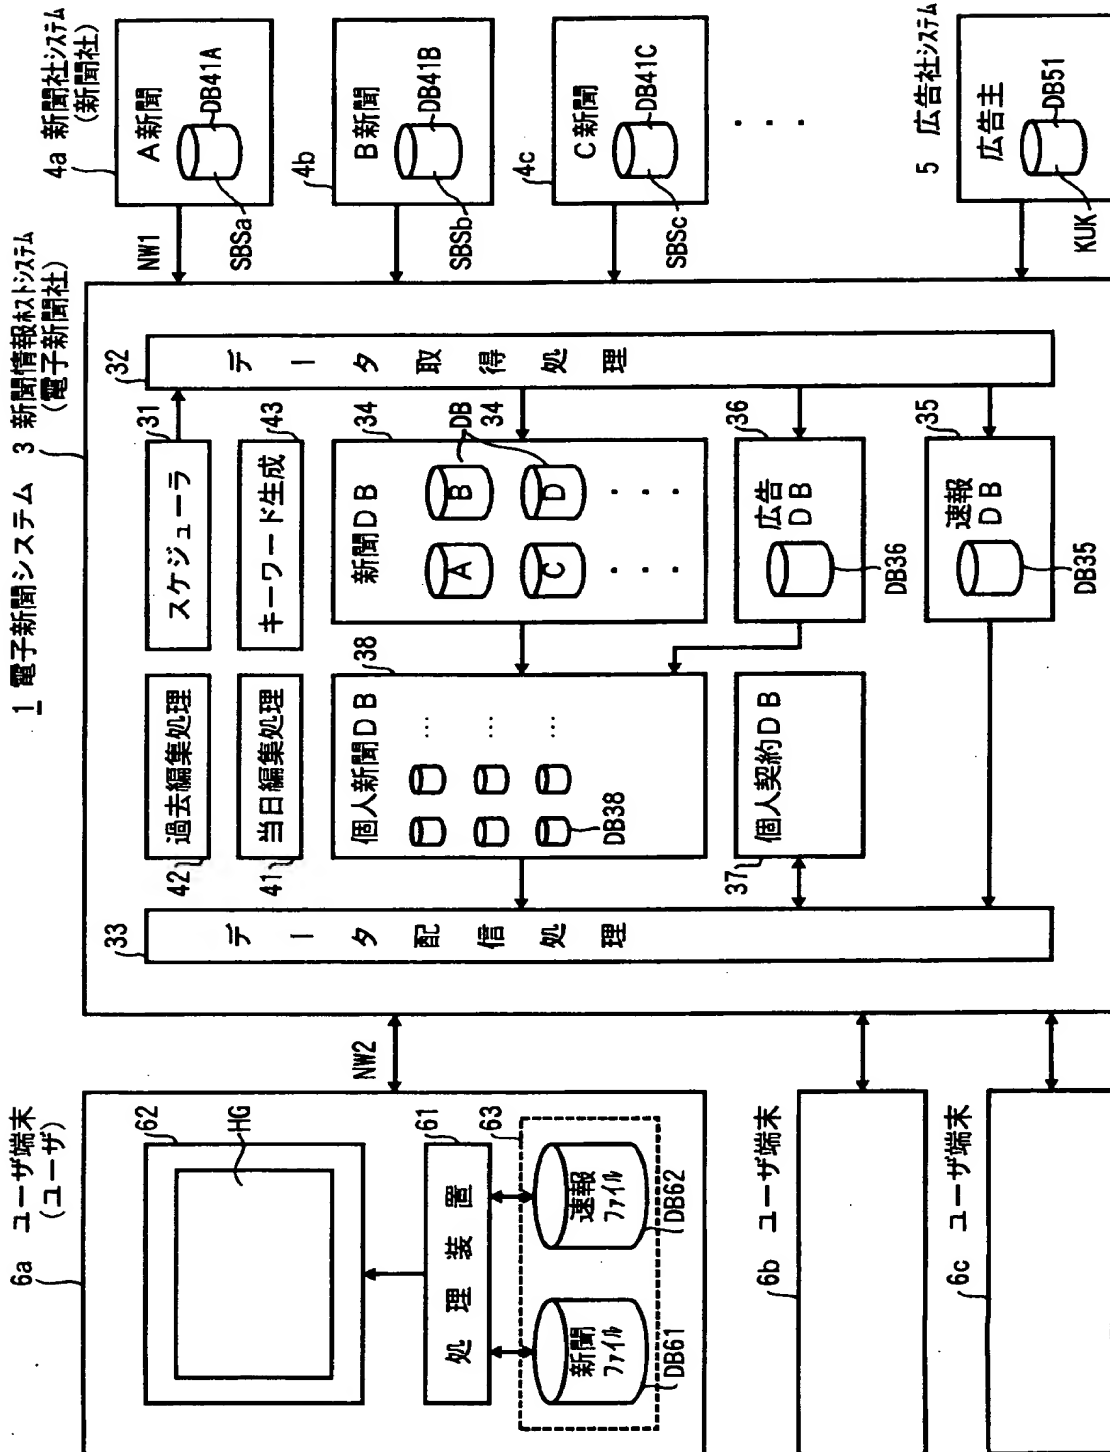 1 電子新聞システム
3 新聞情報ホストシステム
(電子新聞社)
6a ユーザ端末
(ユーザ)
62
HG
61
処理装置
63
新聞
ファイル
DB61
速報
ファイル
DB62
6b ユーザ端末
6c ユーザ端末
NW2
33
データ配信処理
42
過去編集処理
41
当日編集処理
38
個人新聞DB
... 
...
...
DB38
37
個人契約DB
31
スケジューラ
43
キーワード生成
34
新聞DB
DB34
A
B
C
D
・・・
・・・
36
広告
DB
DB36
35
速報
DB
DB35
32
データ取得処理
NW1
4a 新聞社システム
(新聞社)
A新聞
DB41A
SBSa
4b
B新聞
DB41B
SBSb
4c
C新聞
DB41C
SBSc
・・・
5 広告社システム
広告主
DB51
KUK